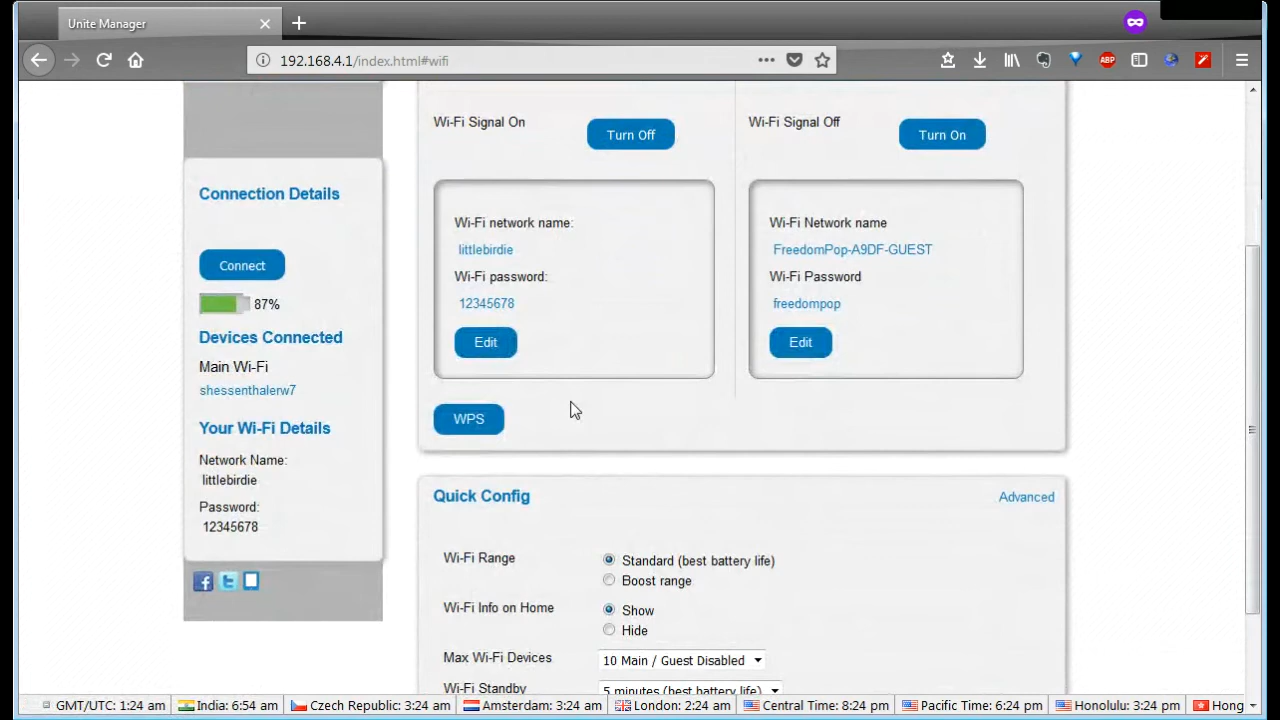 Unite Manager
192.168.4.1/index.html#wifi
ABP
Wi-Fi Signal On
Turn Off
Wi-Fi Signal Off
Turn On
Connection Details
Connect
87%
Devices Connected
Main Wi-Fi
shessenthalerw7
Your Wi-Fi Details
Network Name:
littlebirdie
Password:
12345678
Wi-Fi network name:
littlebirdie
Wi-Fi password:
12345678
Edit
WPS
Wi-Fi Network name
FreedomPop-A9DF-GUEST
Wi-Fi Password
freedompop
Edit
Quick Config
Advanced
Wi-Fi Range
Standard (best battery life)
Boost range
Wi-Fi Info on Home
Show
Hide
Max Wi-Fi Devices
10 Main / Guest Disabled
Wi-Fi Standby
5 minutes (best battery life)
GMT/UTC: 1:24 am
India: 6:54 am
Czech Republic: 3:24 am
Amsterdam: 3:24 am
London: 2:24 am
Central Time: 8:24 pm
Pacific Time: 6:24 pm
Honolulu: 3:24 pm
Hong